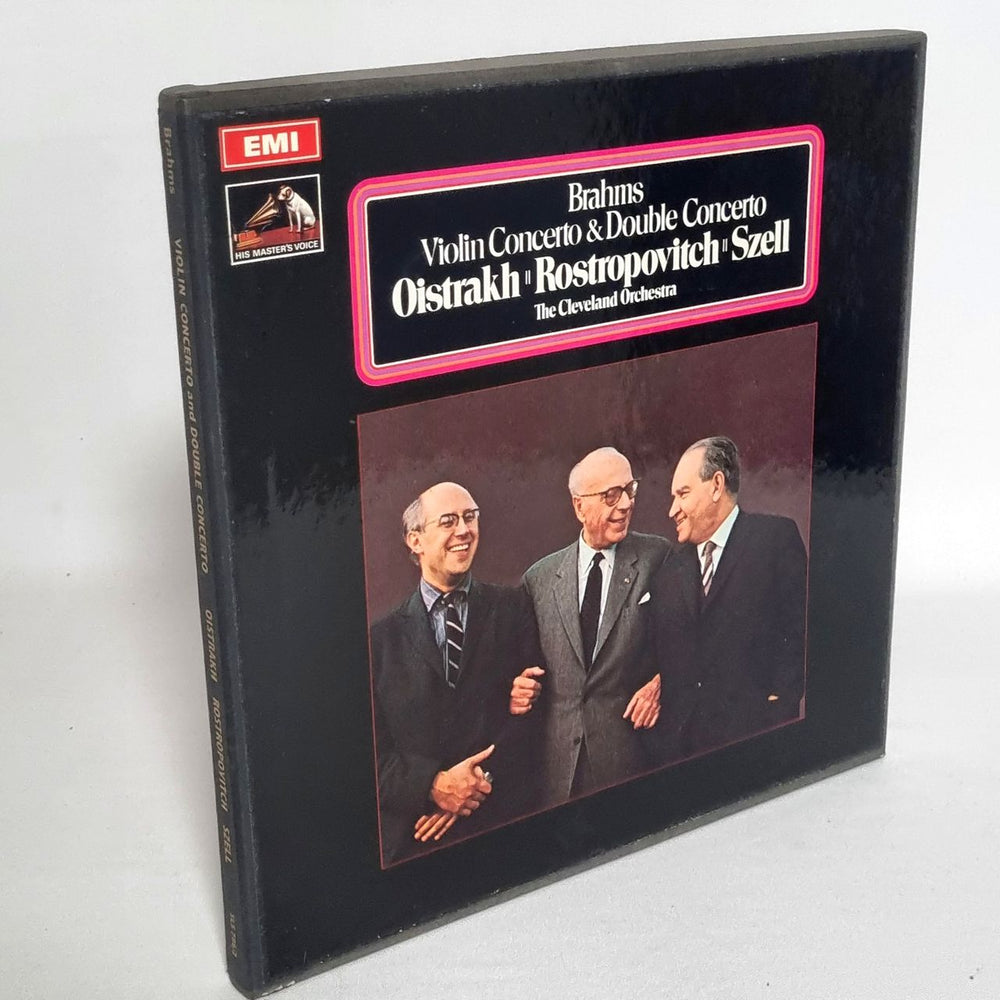 EMI
HIS MASTER'S VOICE
Brahms
Violin Concerto & Double Concerto
Oistrakh Rostropovitch Szell
The Cleveland Orchestra
Brahms VIOLIN CONCERTO and DOUBLE CONCERTO OISTRAKH ROSTROPOVITCH SZELL